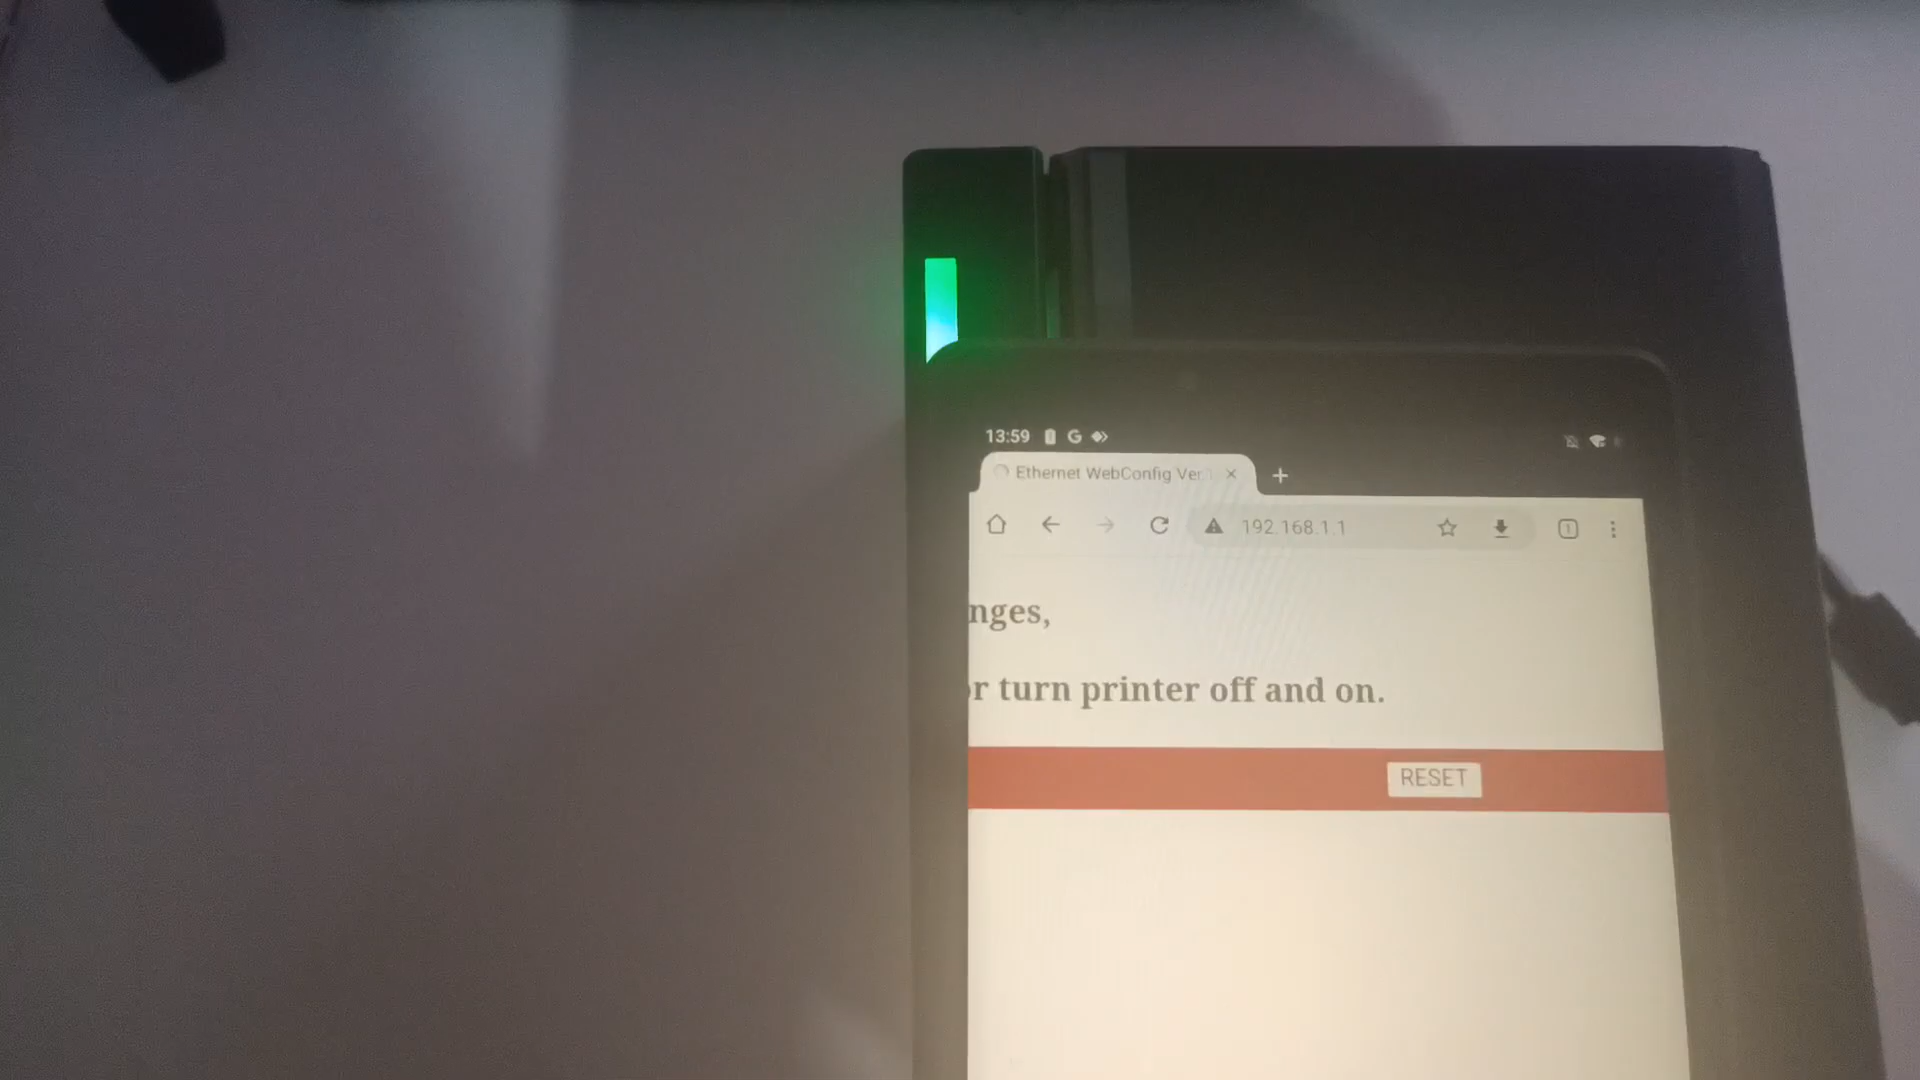 13:59
Ethernet WebConfig Ver
192.168.1.1
nges,
r turn printer off and on.
RESET